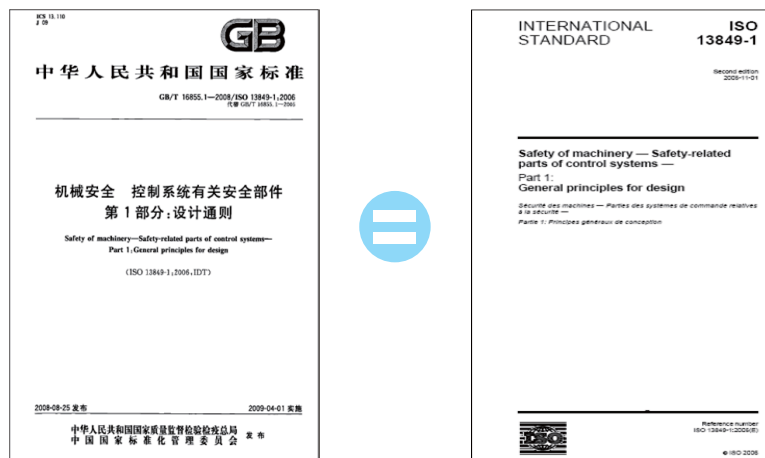 ICS 13.110
J 09
GB
中华人民共和国国家标准
GB/T 16855.1—2008/ISO 13849-1:2006
代替 GB/T 16855.1—2005
机械安全 控制系统有关安全部件
第 1 部分:设计通则
Safety of machinery—Safety-related parts of control systems—
Part 1:General principles for design
(ISO 13849-1:2006,IDT)
2008-08-25 发布
2009-04-01 实施
中华人民共和国国家质量监督检验检疫总局
中国国家标准化管理委员会
发布
INTERNATIONAL
STANDARD
ISO
13849-1
Second edition
2006-11-01
Safety of machinery — Safety-related
parts of control systems —
Part 1:
General principles for design
Sécurité des machines — Parties des systèmes de commande relatives
à la sécurité —
Partie 1: Principes généraux de conception
ISO
Reference number
ISO 13849-1:2006(E)
© ISO 2006